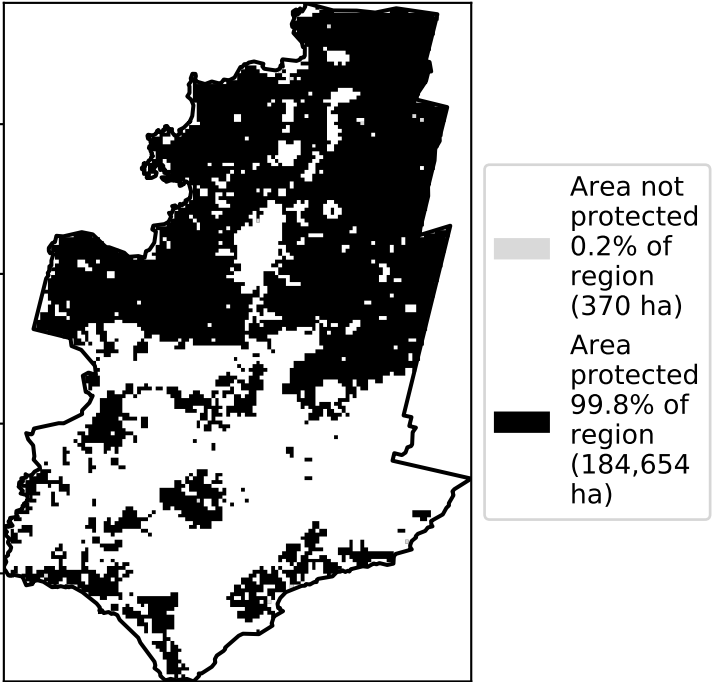 Area not
protected
0.2% of
region
(370 ha)
Area
protected
99.8% of
region
(184,654
ha)